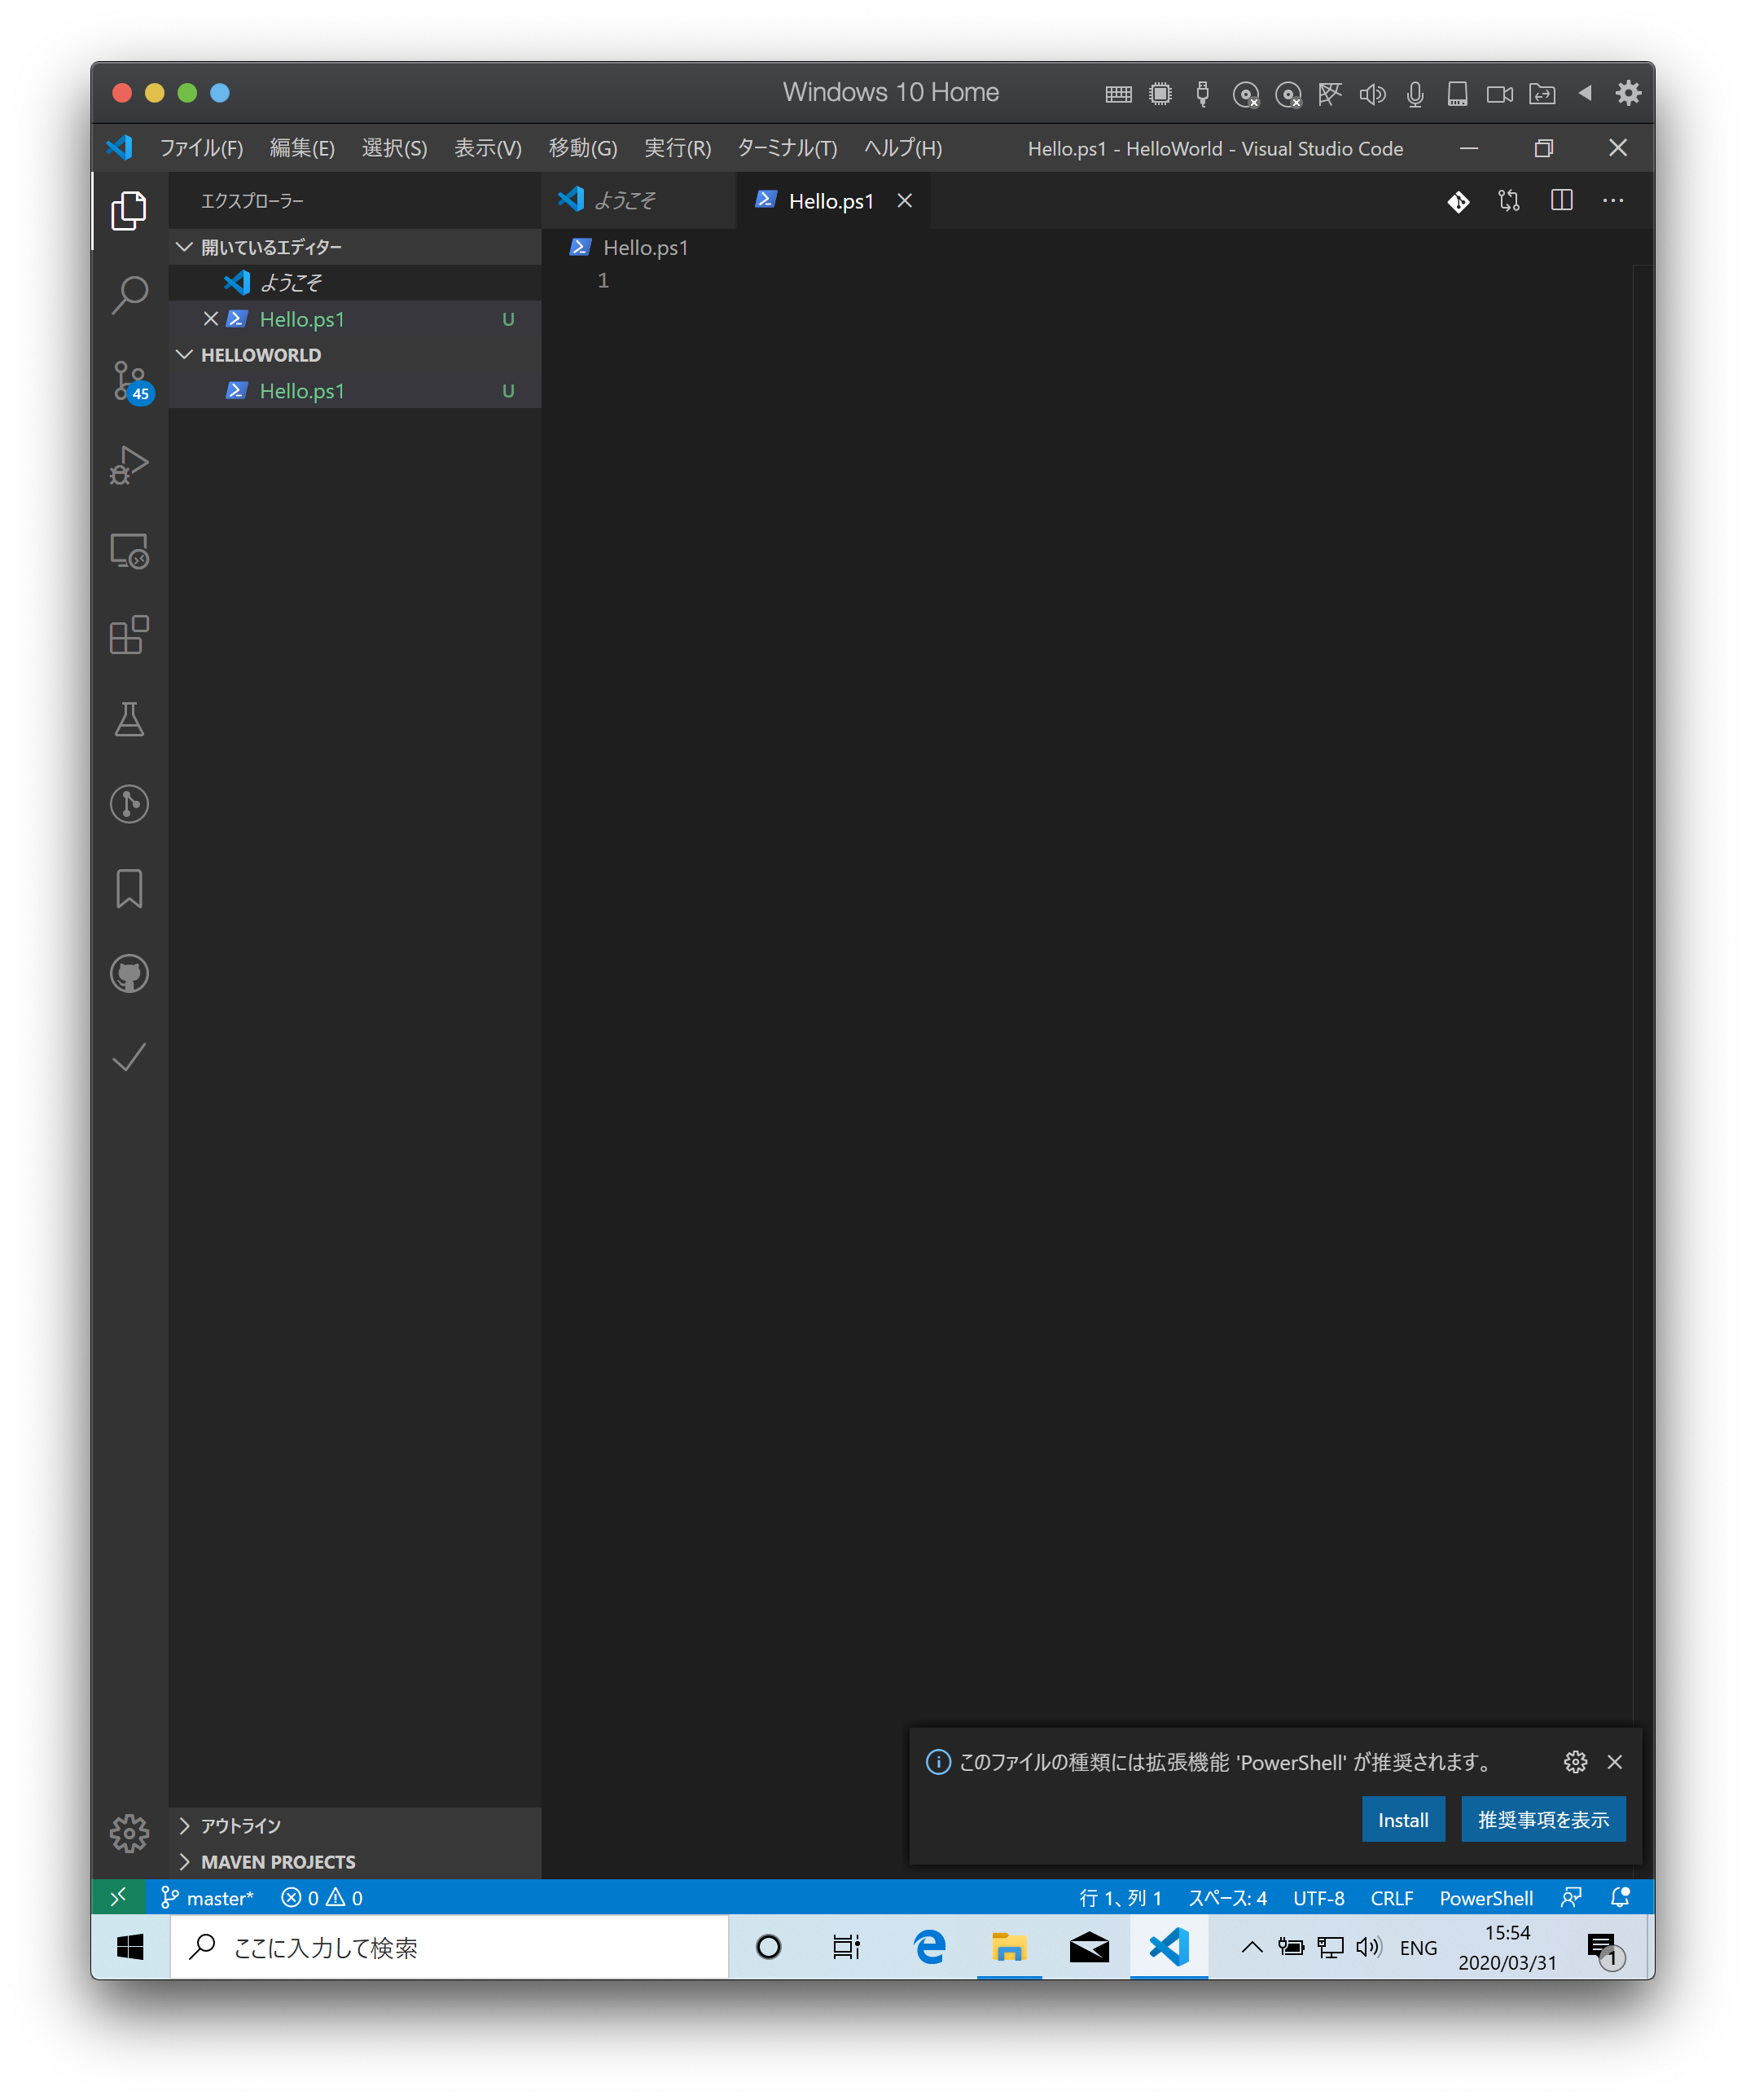 Windows 10 Home
ファイル(F) 編集(E) 選択(S) 表示(V) 移動(G) 実行(R) ターミナル(T) ヘルプ(H) Hello.ps1 - HelloWorld - Visual Studio Code
エクスプローラー
ようこそ
Hello.ps1
開いているエディター
Hello.ps1
1
ようこそ
Hello.ps1 U
HELLOWORLD
Hello.ps1 U
45
このファイルの種類には拡張機能 'PowerShell' が推奨されます。
Install 推奨事項を表示
アウトライン
MAVEN PROJECTS
master* 0 0 行 1、列 1 スペース: 4 UTF-8 CRLF PowerShell
ここに入力して検索
ENG
15:54
2020/03/31
1